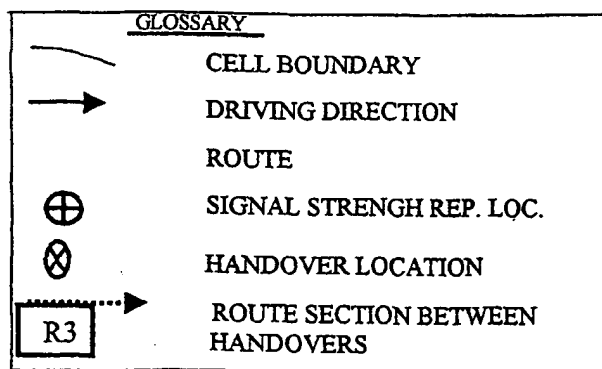 GLOSSARY
CELL BOUNDARY
DRIVING DIRECTION
ROUTE
SIGNAL STRENGH REP. LOC.
HANDOVER LOCATION
R3
ROUTE SECTION BETWEEN
HANDOVERS